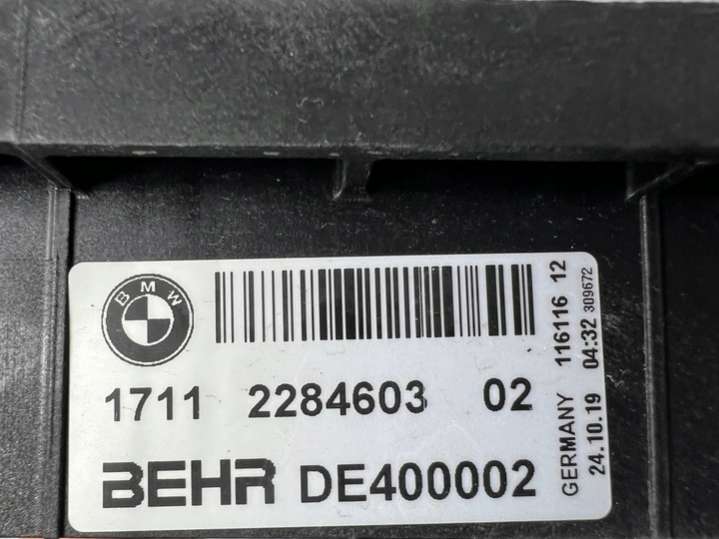 BMW
1711 2284603 02
BEHR DE400002
GERMANY 116116 12
24.10.19 04:32 309672